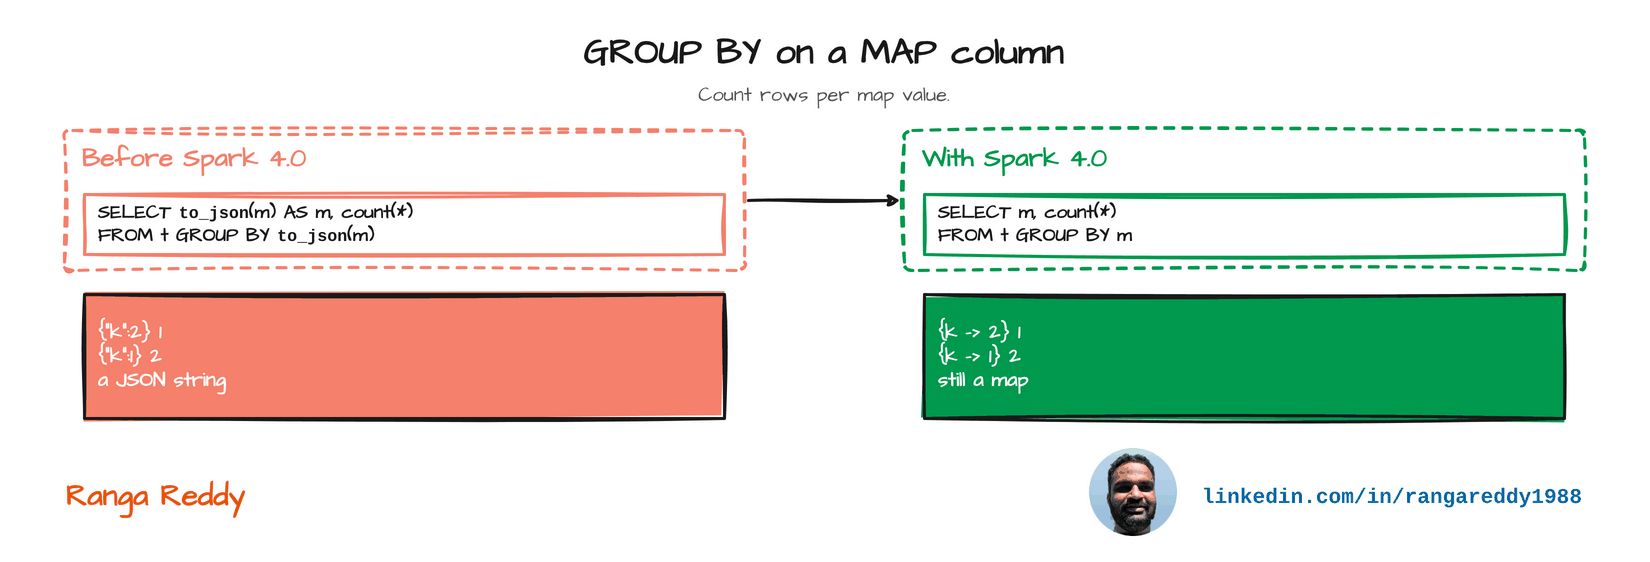 GROUP BY on a MAP column
Count rows per map value.
Before Spark 4.0
SELECT to_json(m) AS m, count(*)
FROM t GROUP BY to_json(m)
{"k":2} 1
{"k":1} 2
a JSON string
With Spark 4.0
SELECT m, count(*)
FROM t GROUP BY m
{k -> 2} 1
{k -> 1} 2
still a map
Ranga Reddy
linkedin.com/in/rangareddy1988